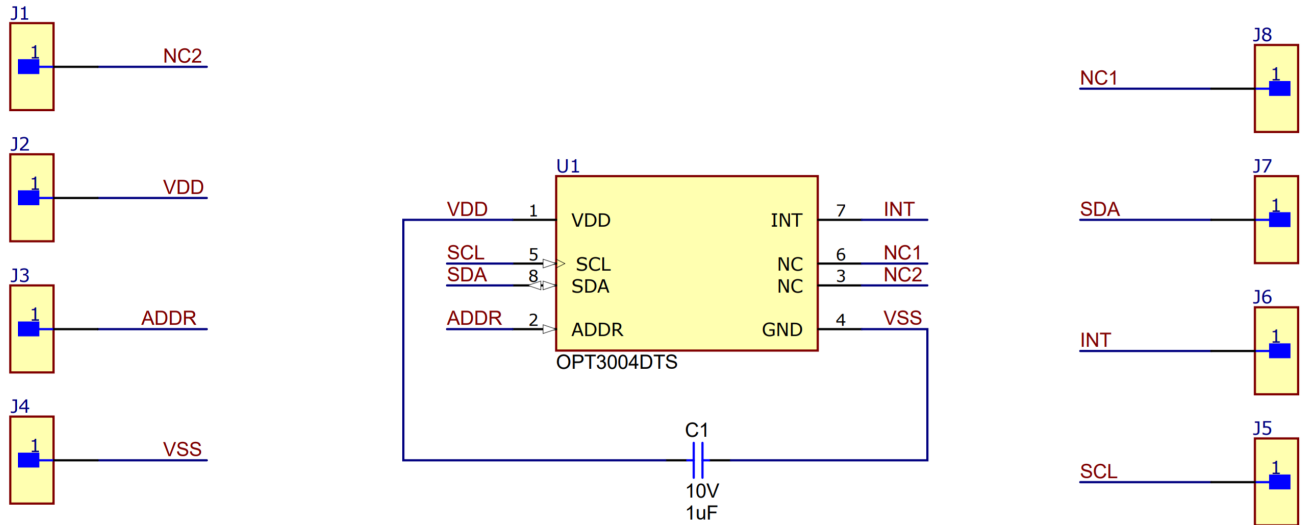 J1
1
NC2
J2
1
VDD
J3
1
ADDR
J4
1
VSS
U1
VDD 1 VDD
SCL 5 SCL
SDA 8 SDA
ADDR 2 ADDR
INT 7 INT
NC 6 NC1
NC 3 NC2
GND 4 VSS
OPT3004DTS
C1
10V
1uF
J8
NC1
1
J7
SDA
1
J6
INT
1
J5
SCL
1